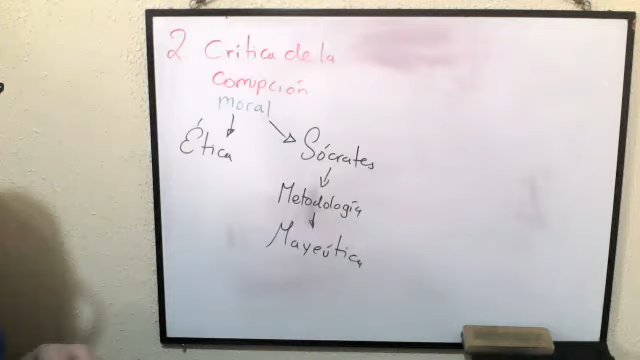 2 Critica de la
corrupción
moral
Ética
Sócrates
Metodología
Mayeútica